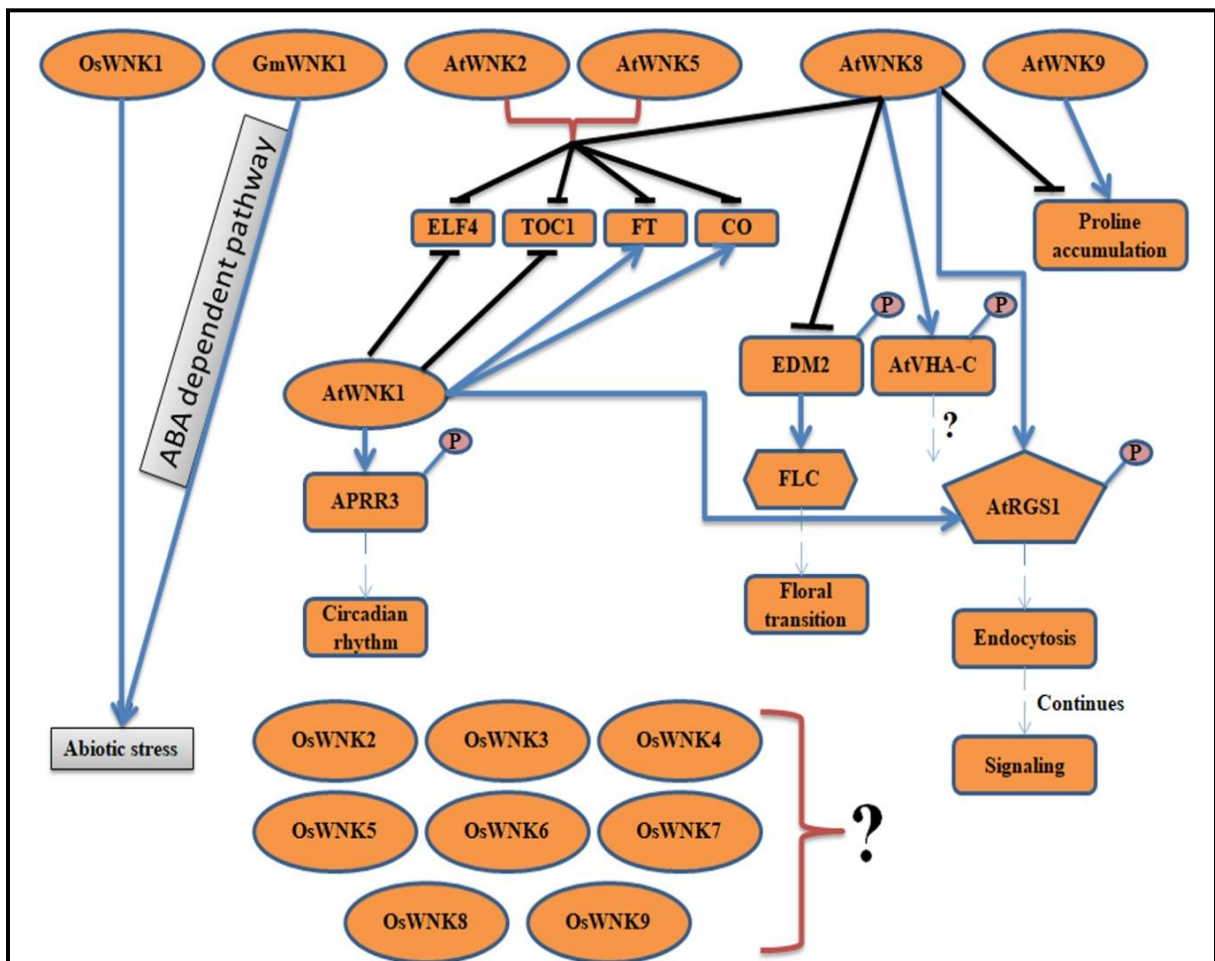 OsWNK1
GmWNK1
AtWNK2
AtWNK5
AtWNK8
AtWNK9
ABA dependent pathway
ELF4
TOC1
FT
CO
Proline
accumulation
P
P
EDM2
AtVHA-C
?
AtWNK1
P
APRR3
FLC
P
AtRGS1
Circadian
rhythm
Floral
transition
Endocytosis
Continues
Signaling
Abiotic stress
OsWNK2
OsWNK3
OsWNK4
OsWNK5
OsWNK6
OsWNK7
?
OsWNK8
OsWNK9